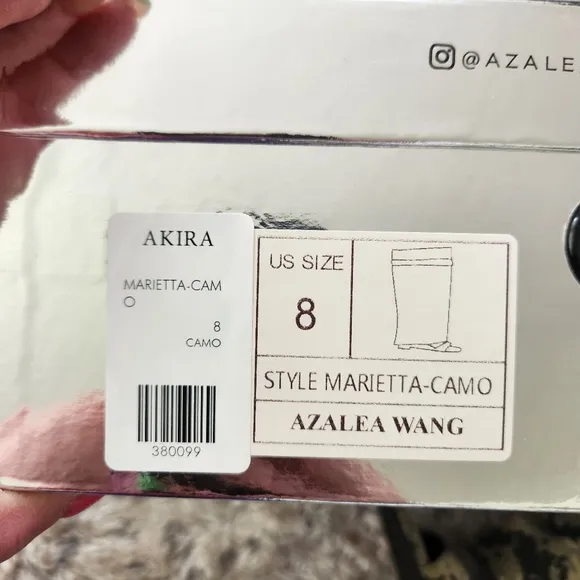 @AZALE
AKIRA
MARIETTA-CAM
O
8
CAMO
380099
US SIZE
8
STYLE MARIETTA-CAMO
AZALEA WANG